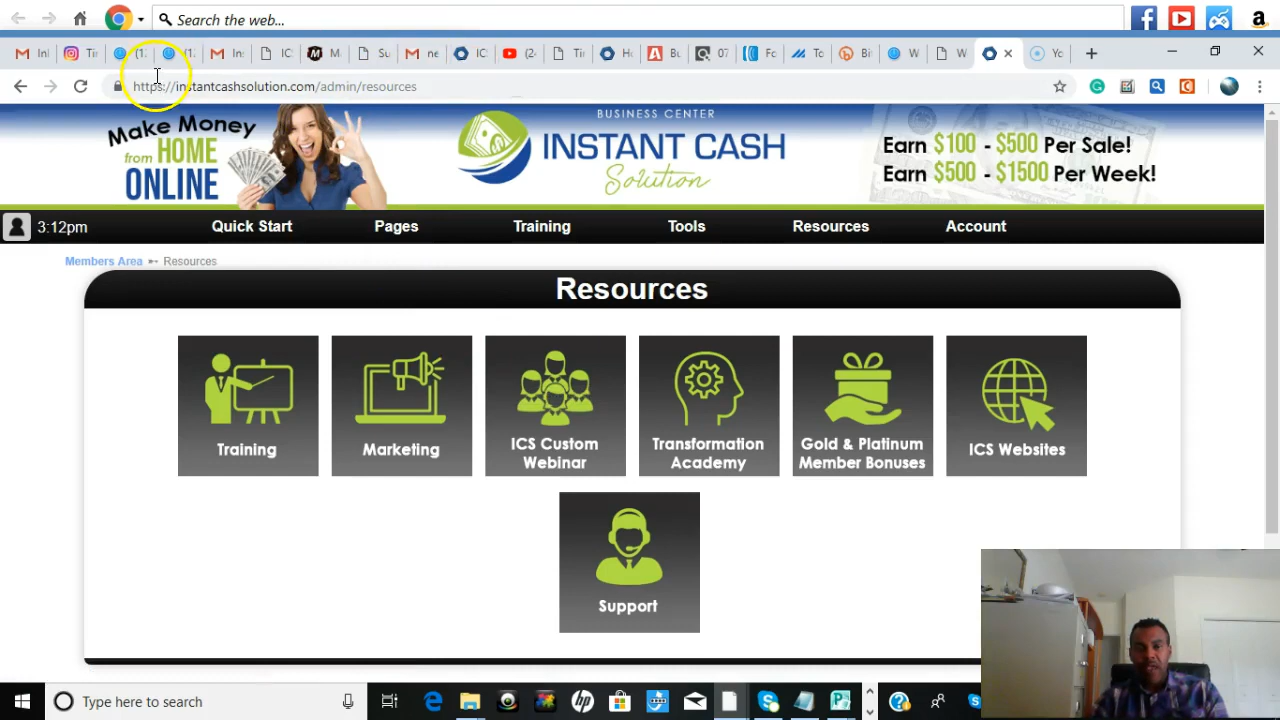 Search the web...
https://instantcashsolution.com/admin/resources
Make Money
from HOME
ONLINE
BUSINESS CENTER
INSTANT CASH
Solution
Earn $100 - $500 Per Sale!
Earn $500 - $1500 Per Week!
3:12pm
Quick Start
Pages
Training
Tools
Resources
Account
Members Area
Resources
Resources
Training
Marketing
ICS Custom
Webinar
Transformation
Academy
Gold & Platinum
Member Bonuses
ICS Websites
Support
Type here to search